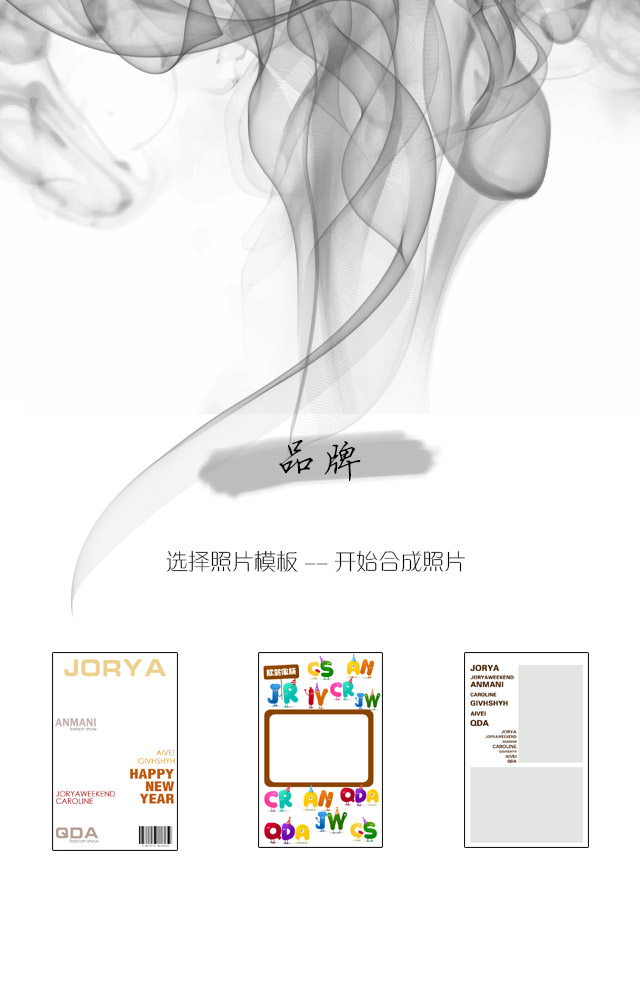 品牌
选择照片模板 -- 开始合成照片
JORYA
ANMANI
fashion show
AIVEI
GIVHSHYH
HAPPY
NEW
YEAR
JORYAWEEKEND
CAROLINE
QDA
fashion show
GS AN
JR IV CR JW
CR AN QDA
QDA JW GS
JORYA
JORYAWEEKEND
ANMANI
CAROLINE
GIVHSHYH
AIVEI
QDA
JORYA
JORYAWEEKEND
ANMANI
CAROLINE
GIVHSHYH
AIVEI
QDA